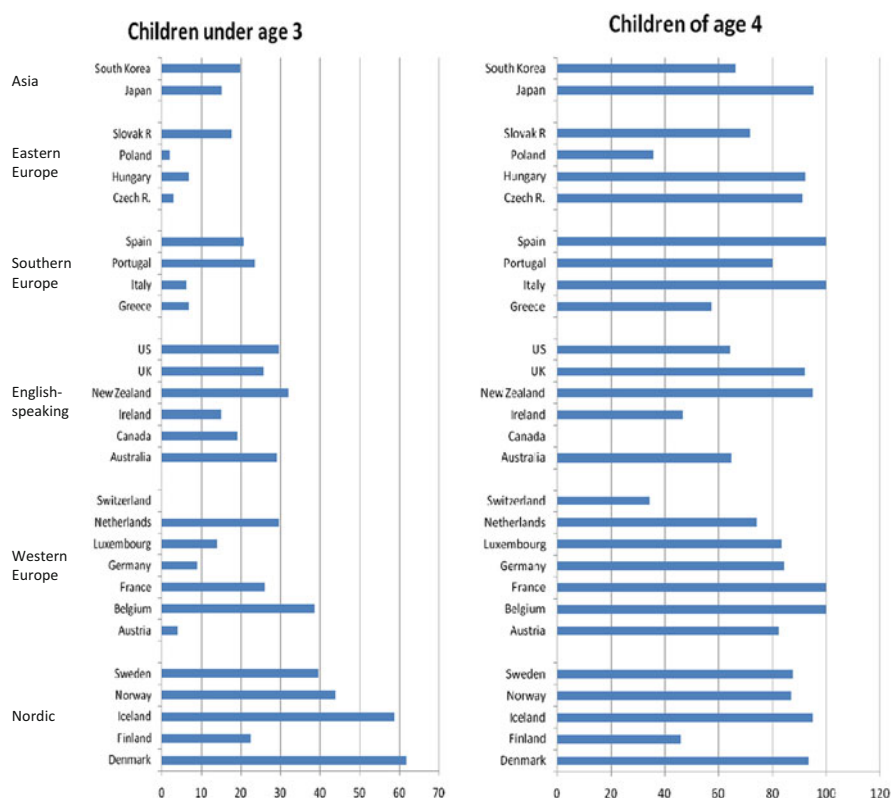 Children under age 3
Asia
South Korea
Japan
Eastern
Europe
Slovak R
Poland
Hungary
Czech R.
Southern
Europe
Spain
Portugal
Italy
Greece
English-
speaking
US
UK
New Zealand
Ireland
Canada
Australia
Western
Europe
Switzerland
Netherlands
Luxembourg
Germany
France
Belgium
Austria
Nordic
Sweden
Norway
Iceland
Finland
Denmark
0 10 20 30 40 50 60 70
Children of age 4
South Korea
Japan
Slovak R
Poland
Hungary
Czech R.
Spain
Portugal
Italy
Greece
US
UK
New Zealand
Ireland
Canada
Australia
Switzerland
Netherlands
Luxembourg
Germany
France
Belgium
Austria
Sweden
Norway
Iceland
Finland
Denmark
0 20 40 60 80 100 120